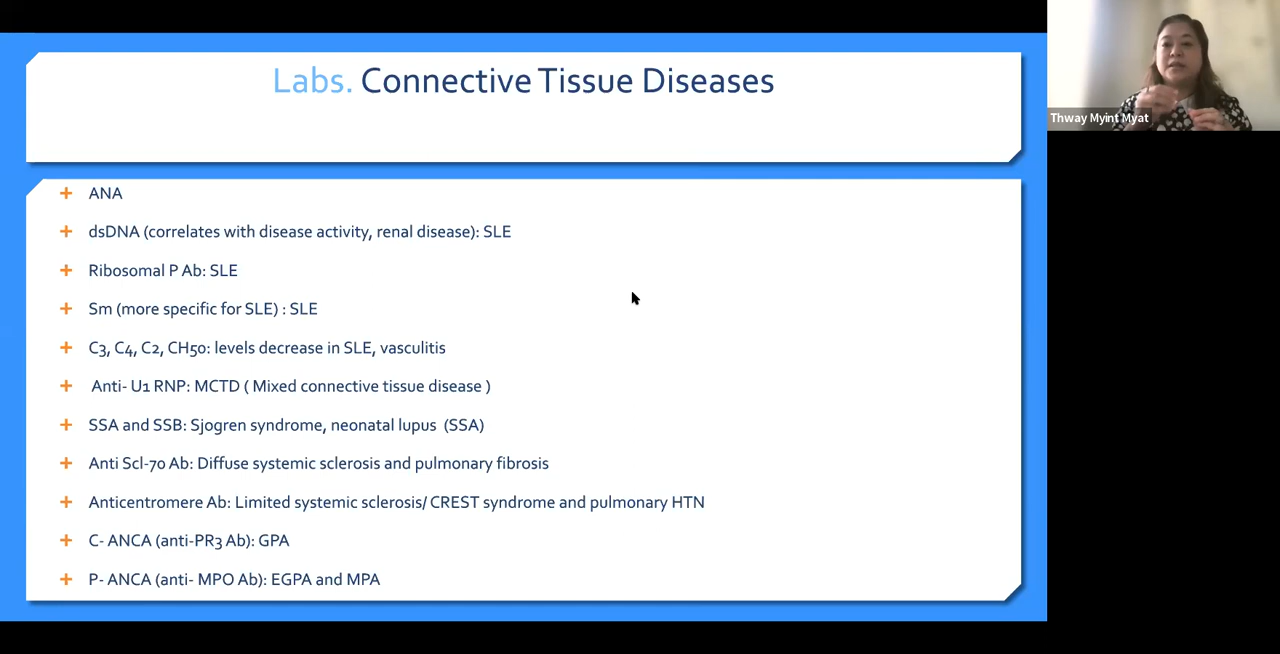 Labs. Connective Tissue Diseases
Thway Myint Myat
+ ANA
+ dsDNA (correlates with disease activity, renal disease): SLE
+ Ribosomal P Ab: SLE
+ Sm (more specific for SLE) : SLE
+ C3, C4, C2, CH50: levels decrease in SLE, vasculitis
+ Anti- U1 RNP: MCTD ( Mixed connective tissue disease )
+ SSA and SSB: Sjogren syndrome, neonatal lupus (SSA)
+ Anti Scl-70 Ab: Diffuse systemic sclerosis and pulmonary fibrosis
+ Anticentromere Ab: Limited systemic sclerosis/ CREST syndrome and pulmonary HTN
+ C- ANCA (anti-PR3 Ab): GPA
+ P- ANCA (anti- MPO Ab): EGPA and MPA